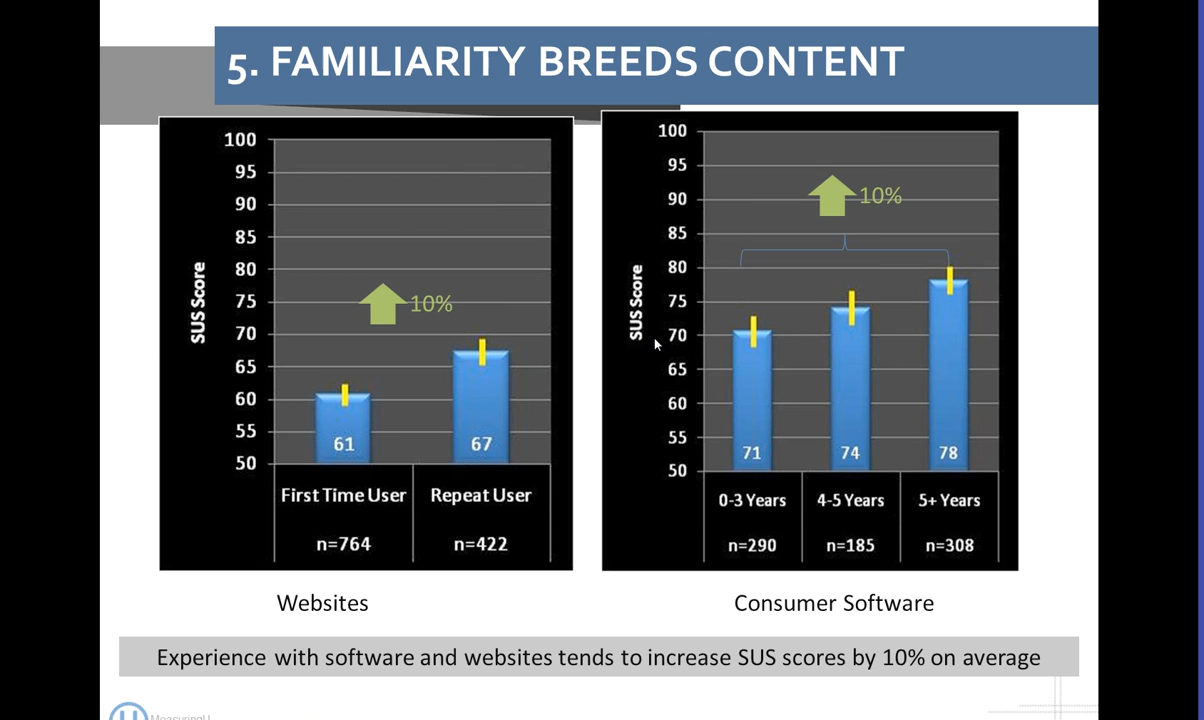 5. FAMILIARITY BREEDS CONTENT
100
95
90
85
80
75
70
65
60
55
50
SUS Score
10%
61
67
First Time User
Repeat User
n=764
n=422
Websites
100
95
90
85
80
75
70
65
60
55
50
SUS Score
10%
71
74
78
0-3 Years
4-5 Years
5+ Years
n=290
n=185
n=308
Consumer Software
Experience with software and websites tends to increase SUS scores by 10% on average
MeasuringU